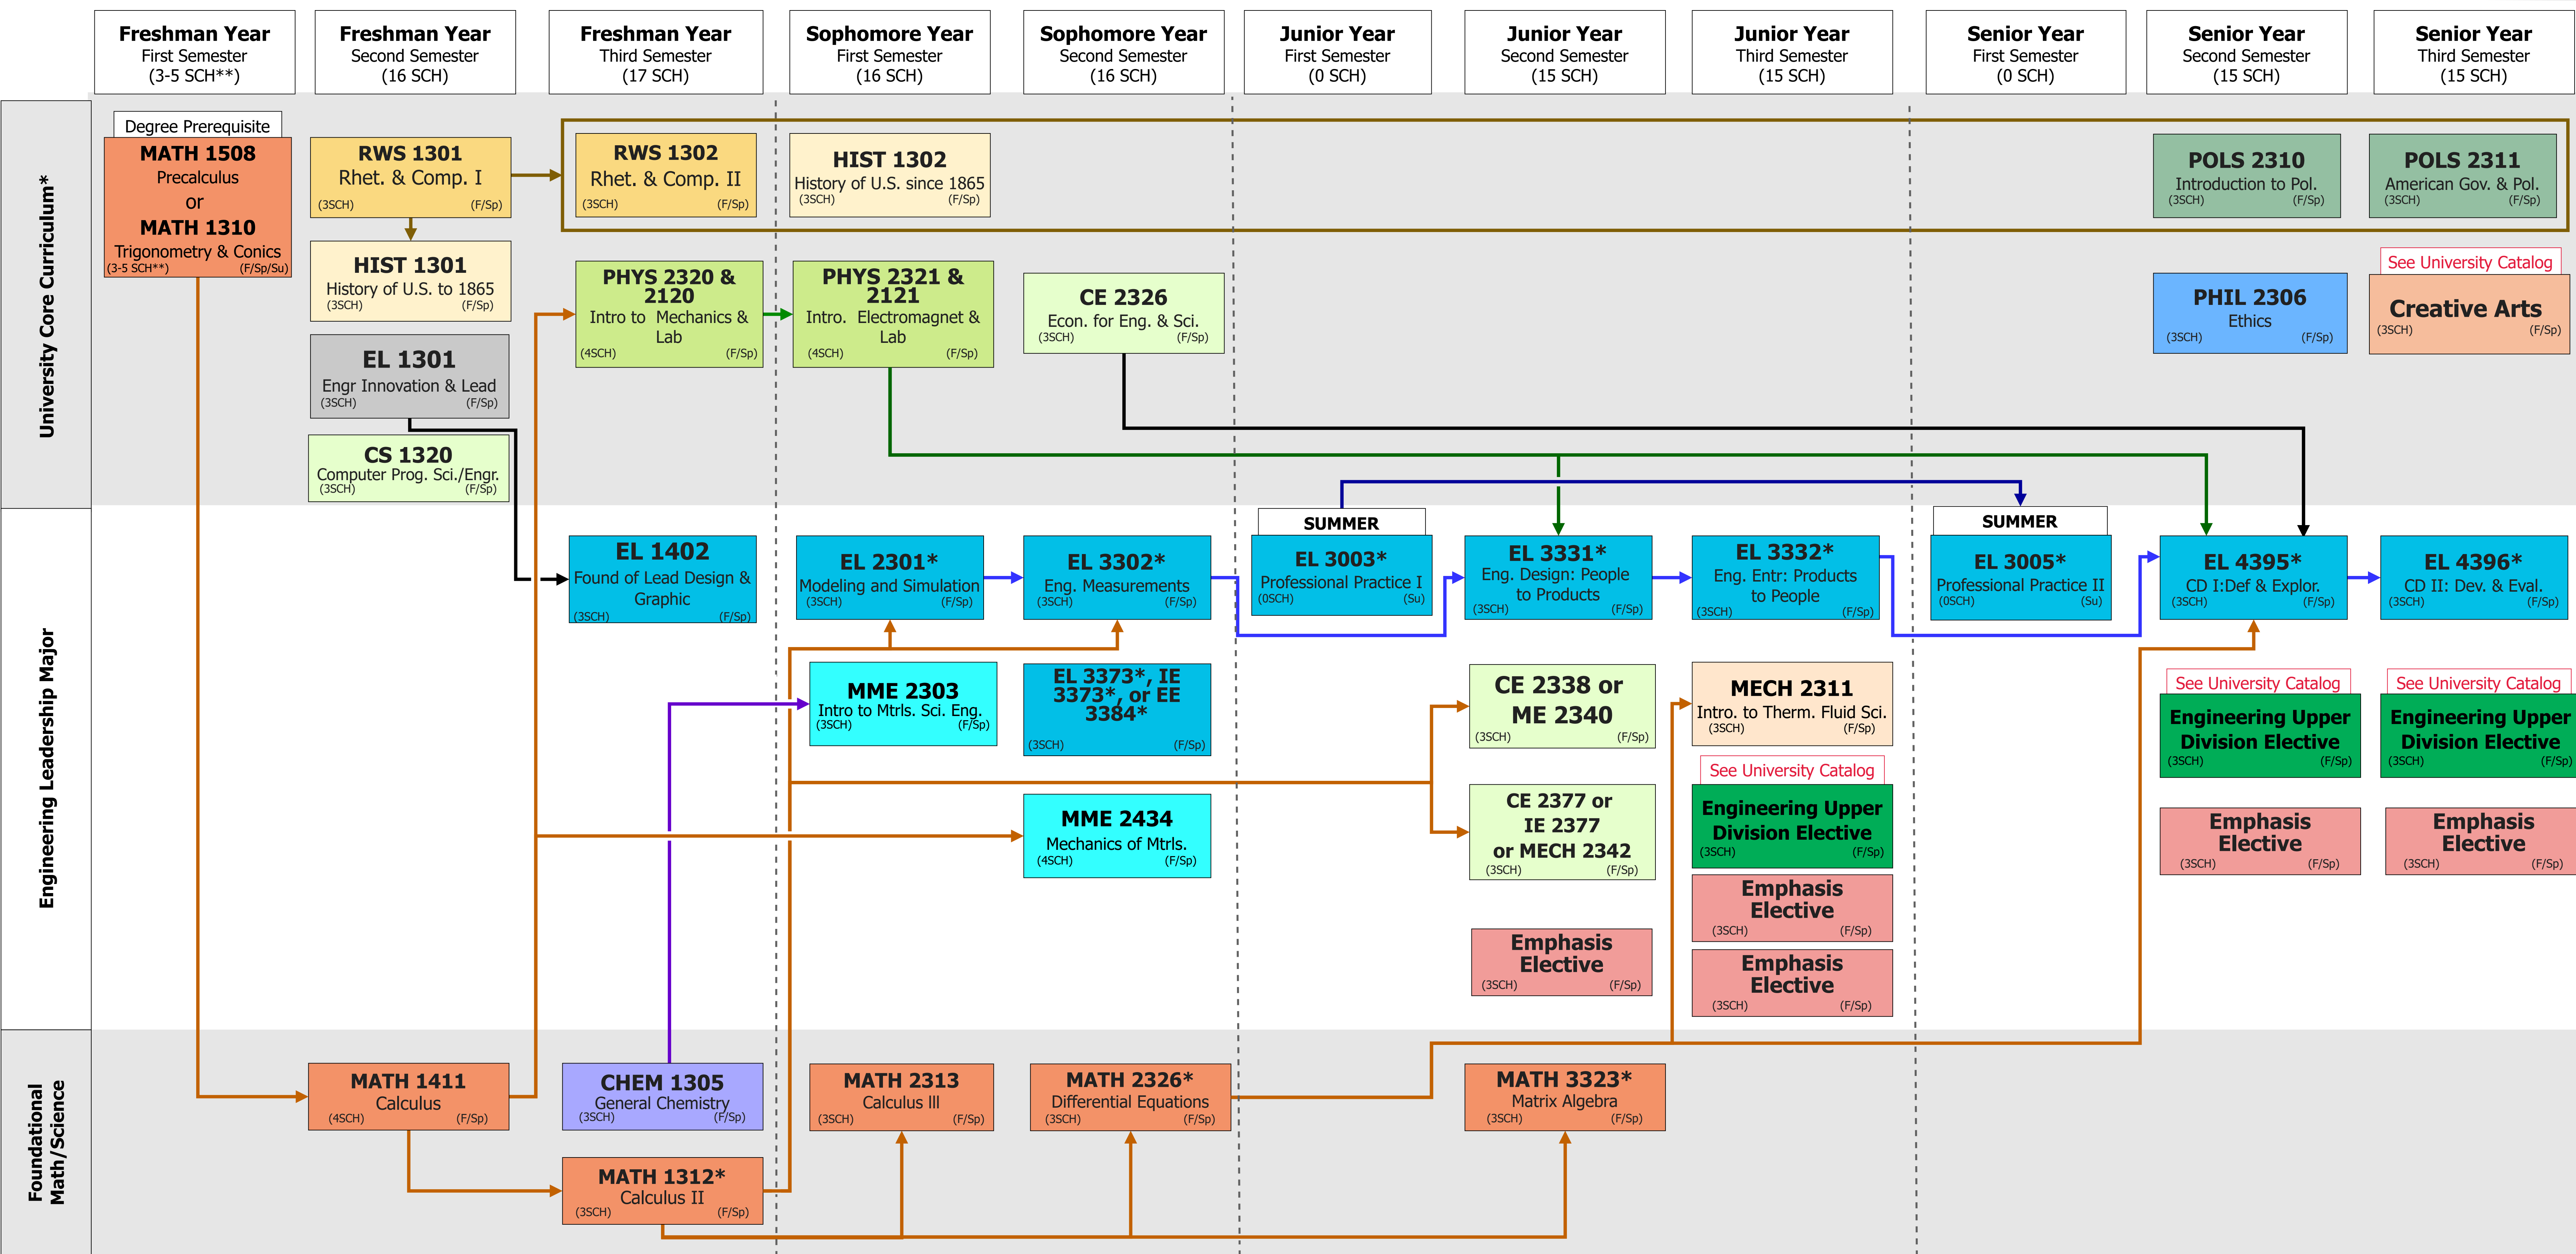 Freshman Year
First Semester
(3-5 SCH**)
Freshman Year
Second Semester
(16 SCH)
Freshman Year
Third Semester
(17 SCH)
Sophomore Year
First Semester
(16 SCH)
Sophomore Year
Second Semester
(16 SCH)
Junior Year
First Semester
(0 SCH)
Junior Year
Second Semester
(15 SCH)
Junior Year
Third Semester
(15 SCH)
Senior Year
First Semester
(0 SCH)
Senior Year
Second Semester
(15 SCH)
Senior Year
Third Semester
(15 SCH)
University Core Curriculum*
Degree Prerequisite
MATH 1508
Precalculus
or
MATH 1310
Trigonometry & Conics
(3-5 SCH**) (F/Sp/Su)
RWS 1301
Rhet. & Comp. I
(3SCH) (F/Sp)
RWS 1302
Rhet. & Comp. II
(3SCH) (F/Sp)
HIST 1302
History of U.S. since 1865
(3SCH) (F/Sp)
POLS 2310
Introduction to Pol.
(3SCH) (F/Sp)
POLS 2311
American Gov. & Pol.
(3SCH) (F/Sp)
HIST 1301
History of U.S. to 1865
(3SCH) (F/Sp)
PHYS 2320 &
2120
Intro to Mechanics &
Lab
(4SCH) (F/Sp)
PHYS 2321 &
2121
Intro. Electromagnet &
Lab
(4SCH) (F/Sp)
CE 2326
Econ. for Eng. & Sci.
(3SCH) (F/Sp)
PHIL 2306
Ethics
(3SCH) (F/Sp)
See University Catalog
Creative Arts
(3SCH) (F/Sp)
EL 1301
Engr Innovation & Lead
(3SCH) (F/Sp)
CS 1320
Computer Prog. Sci./Engr.
(3SCH) (F/Sp)
Engineering Leadership Major
EL 1402
Found of Lead Design &
Graphic
(3SCH) (F/Sp)
EL 2301*
Modeling and Simulation
(3SCH) (F/Sp)
EL 3302*
Eng. Measurements
(3SCH) (F/Sp)
SUMMER
EL 3003*
Professional Practice I
(0SCH) (Su)
EL 3331*
Eng. Design: People
to Products
(3SCH) (F/Sp)
EL 3332*
Eng. Entr: Products
to People
(3SCH) (F/Sp)
SUMMER
EL 3005*
Professional Practice II
(0SCH) (Su)
EL 4395*
CD I:Def & Explor.
(3SCH) (F/Sp)
EL 4396*
CD II: Dev. & Eval.
(3SCH) (F/Sp)
MME 2303
Intro to Mtrls. Sci. Eng.
(3SCH) (F/Sp)
EL 3373*, IE
3373*, or EE
3384*
(3SCH) (F/Sp)
CE 2338 or
ME 2340
(3SCH) (F/Sp)
MECH 2311
Intro. to Therm. Fluid Sci.
(3SCH) (F/Sp)
See University Catalog
Engineering Upper
Division Elective
(3SCH) (F/Sp)
See University Catalog
Engineering Upper
Division Elective
(3SCH) (F/Sp)
MME 2434
Mechanics of Mtrls.
(4SCH) (F/Sp)
CE 2377 or
IE 2377
or MECH 2342
(3SCH) (F/Sp)
See University Catalog
Engineering Upper
Division Elective
(3SCH) (F/Sp)
Emphasis
Elective
(3SCH) (F/Sp)
Emphasis
Elective
(3SCH) (F/Sp)
Emphasis
Elective
(3SCH) (F/Sp)
Emphasis
Elective
(3SCH) (F/Sp)
Emphasis
Elective
(3SCH) (F/Sp)
Foundational
Math/Science
MATH 1411
Calculus
(4SCH) (F/Sp)
CHEM 1305
General Chemistry
(3SCH) (F/Sp)
MATH 2313
Calculus III
(3SCH) (F/Sp)
MATH 2326*
Differential Equations
(3SCH) (F/Sp)
MATH 3323*
Matrix Algebra
(3SCH) (F/Sp)
MATH 1312*
Calculus II
(3SCH) (F/Sp)